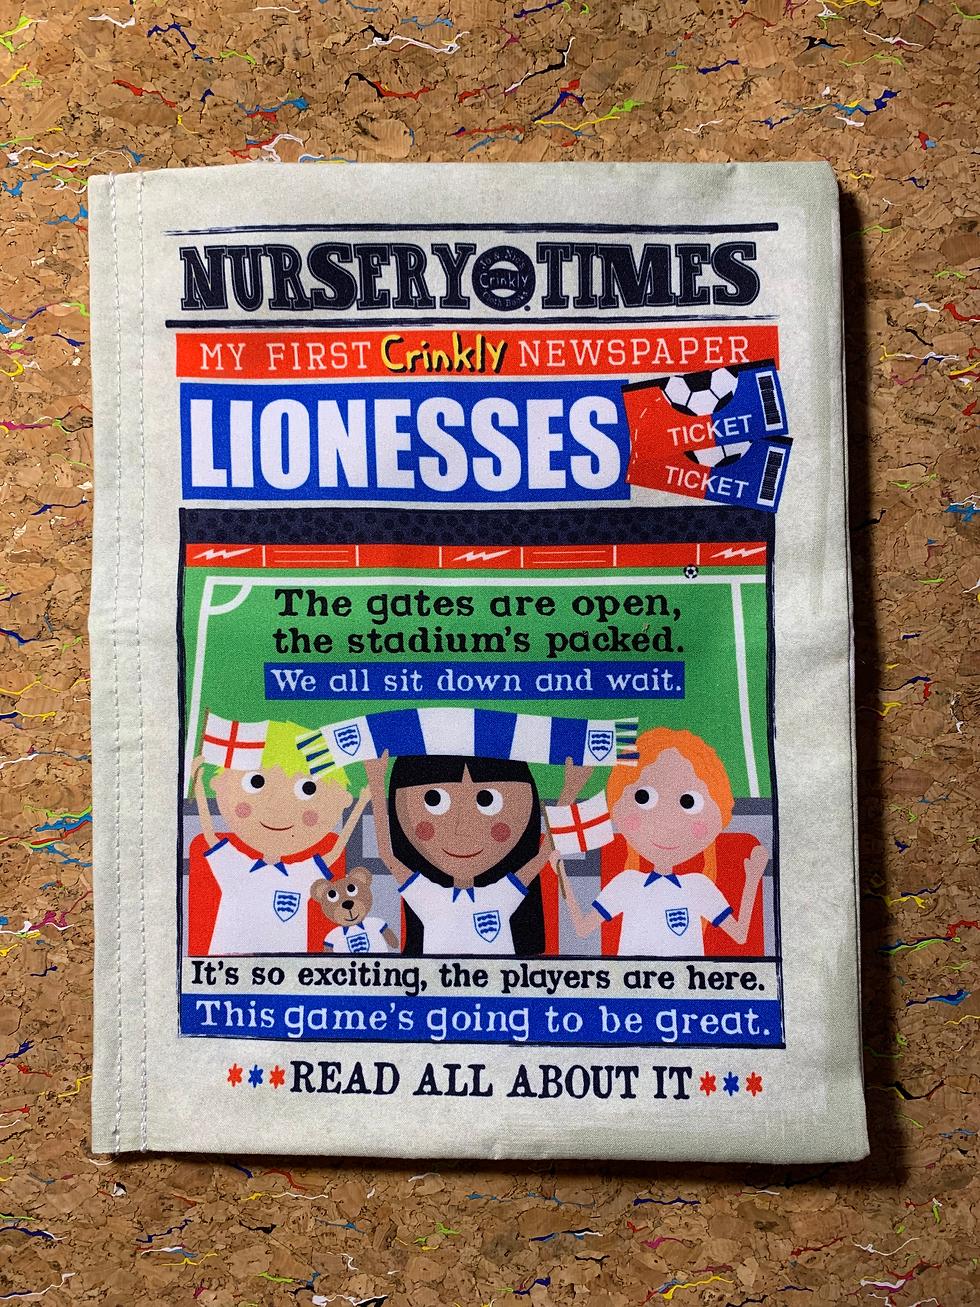 NURSERY Crinkly TIMES
MY FIRST Crinkly NEWSPAPER
LIONESSES
TICKET
TICKET
The gates are open,
the stadium's packed.
We all sit down and wait.
It's so exciting, the players are here.
This game's going to be great.
***READ ALL ABOUT IT***